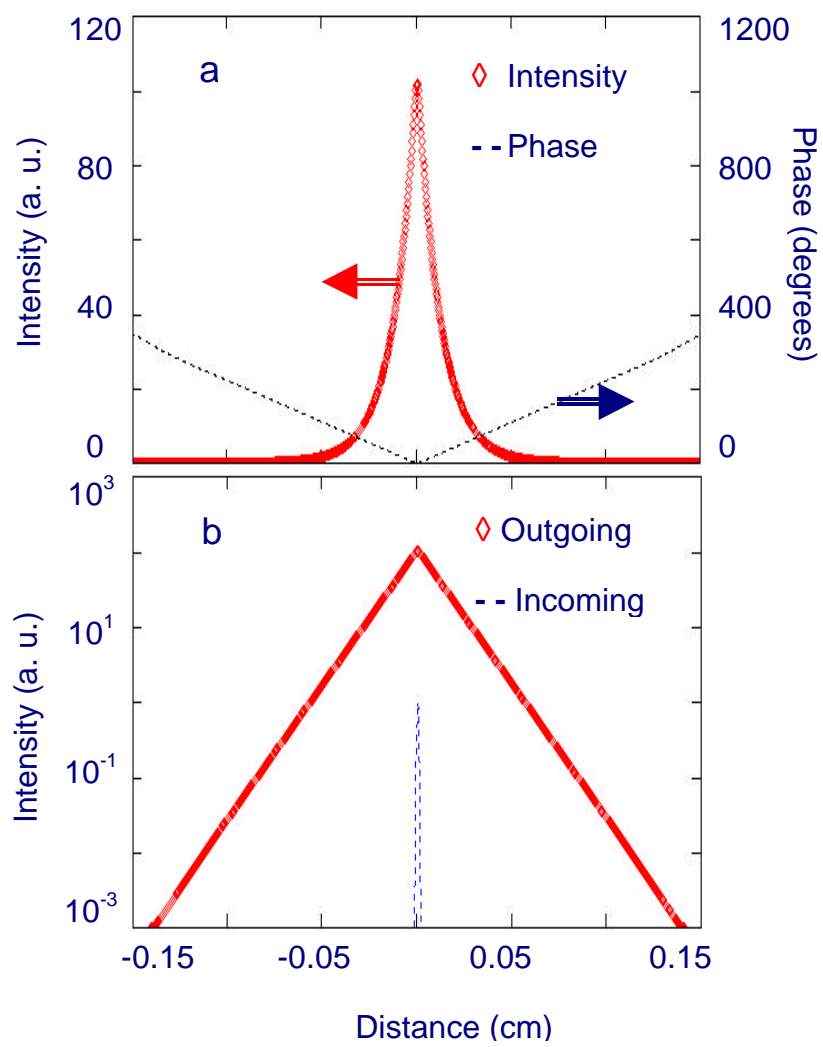 a
Intensity
Phase
120
80
40
0
Intensity (a. u.)
1200
800
400
0
Phase (degrees)
b
Outgoing
Incoming
10³
10¹
10⁻¹
10⁻³
Intensity (a. u.)
-0.15
-0.05
0.05
0.15
Distance (cm)